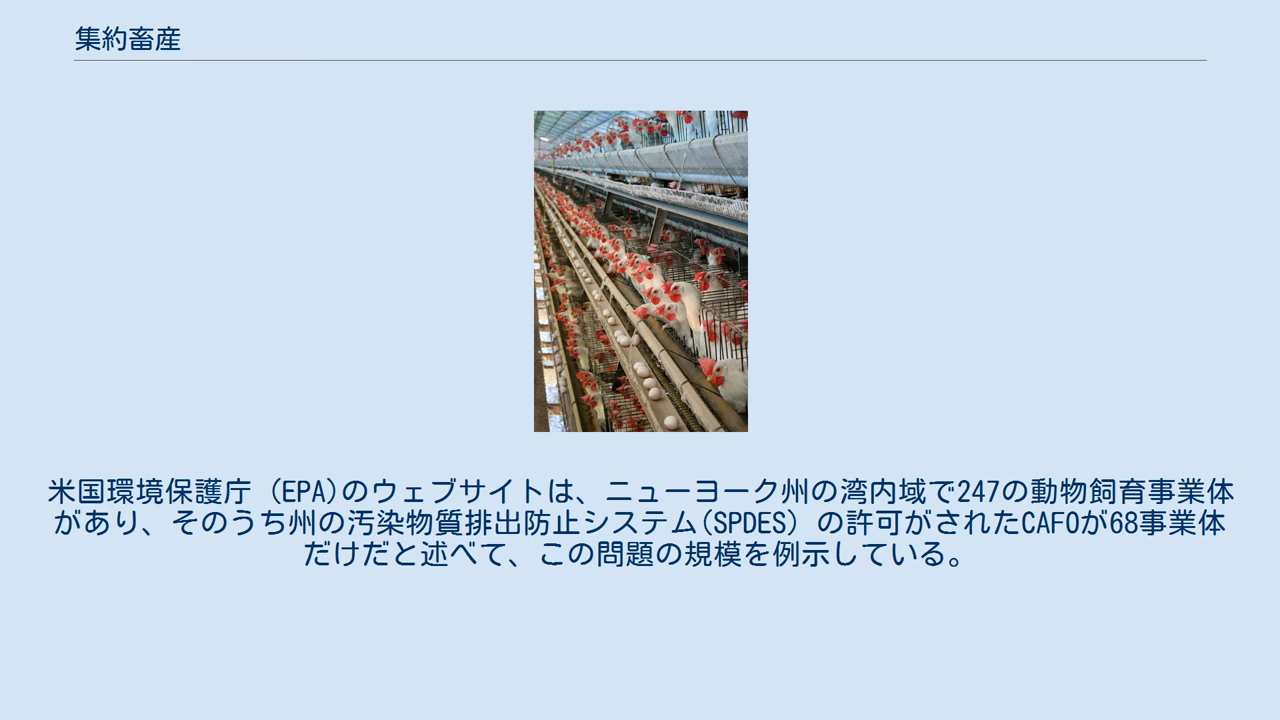 集約畜産
米国環境保護庁 (EPA)のウェブサイトは、ニューヨーク州の湾内域で247の動物飼育事業体
があり、そのうち州の汚染物質排出防止システム(SPDES) の許可がされたCAFOが68事業体
だけだと述べて、この問題の規模を例示している。